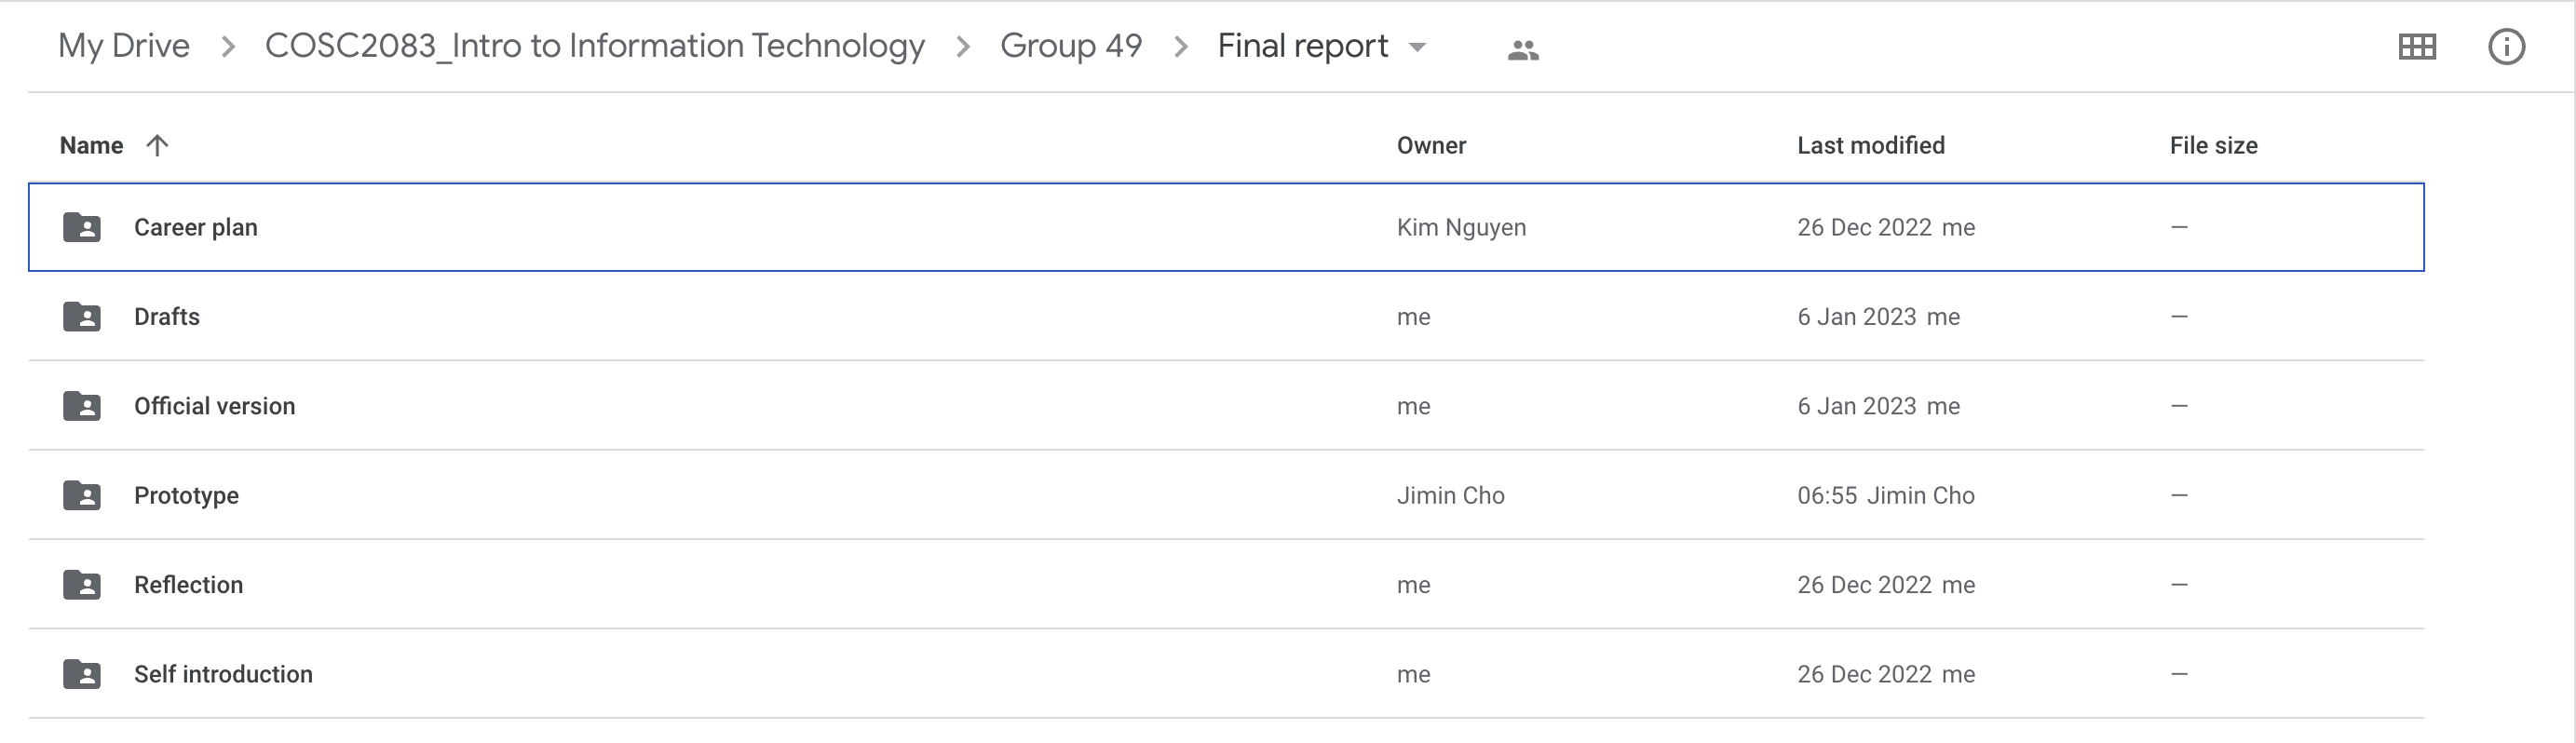 My Drive > COSC2083_Intro to Information Technology > Group 49 > Final report
Name Owner Last modified File size
Career plan Kim Nguyen 26 Dec 2022 me —
Drafts me 6 Jan 2023 me —
Official version me 6 Jan 2023 me —
Prototype Jimin Cho 06:55 Jimin Cho —
Reflection me 26 Dec 2022 me —
Self introduction me 26 Dec 2022 me —